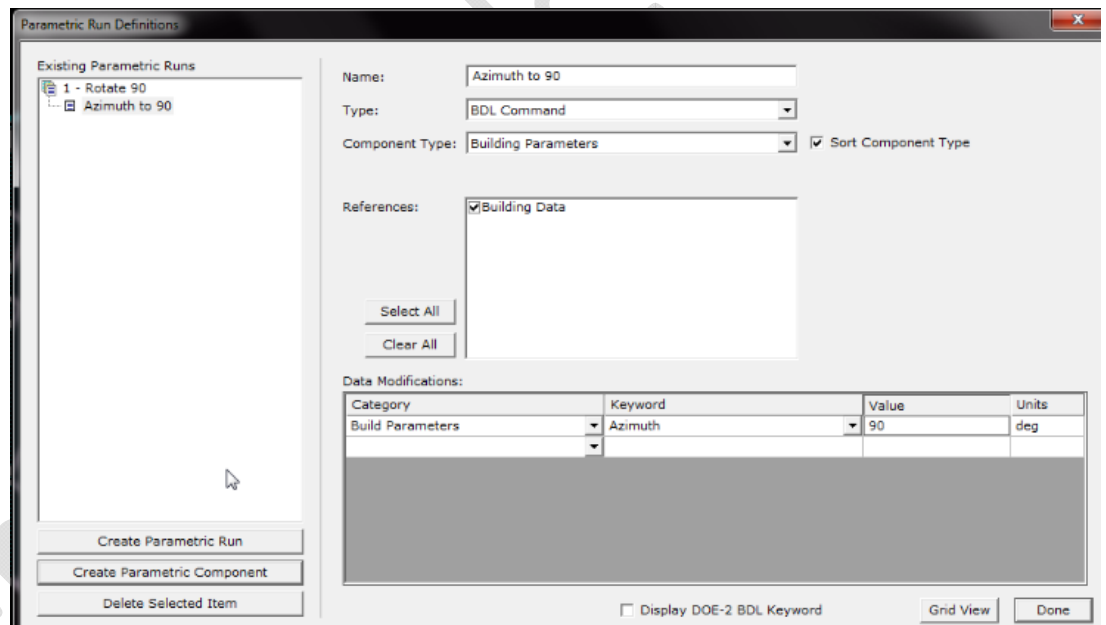 Parametric Run Definitions
Existing Parametric Runs
1 - Rotate 90
Azimuth to 90
Name: Azimuth to 90
Type: BDL Command
Component Type: Building Parameters Sort Component Type
References: Building Data
Select All
Clear All
Data Modifications:
Category Keyword Value Units
Build Parameters Azimuth 90 deg
Create Parametric Run
Create Parametric Component
Delete Selected Item
Display DOE-2 BDL Keyword Grid View Done